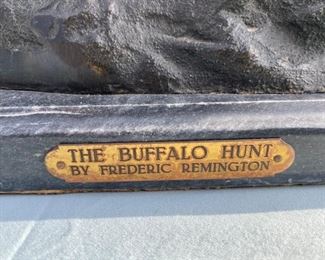 THE BUFFALO HUNT
BY FREDERIC REMINGTON